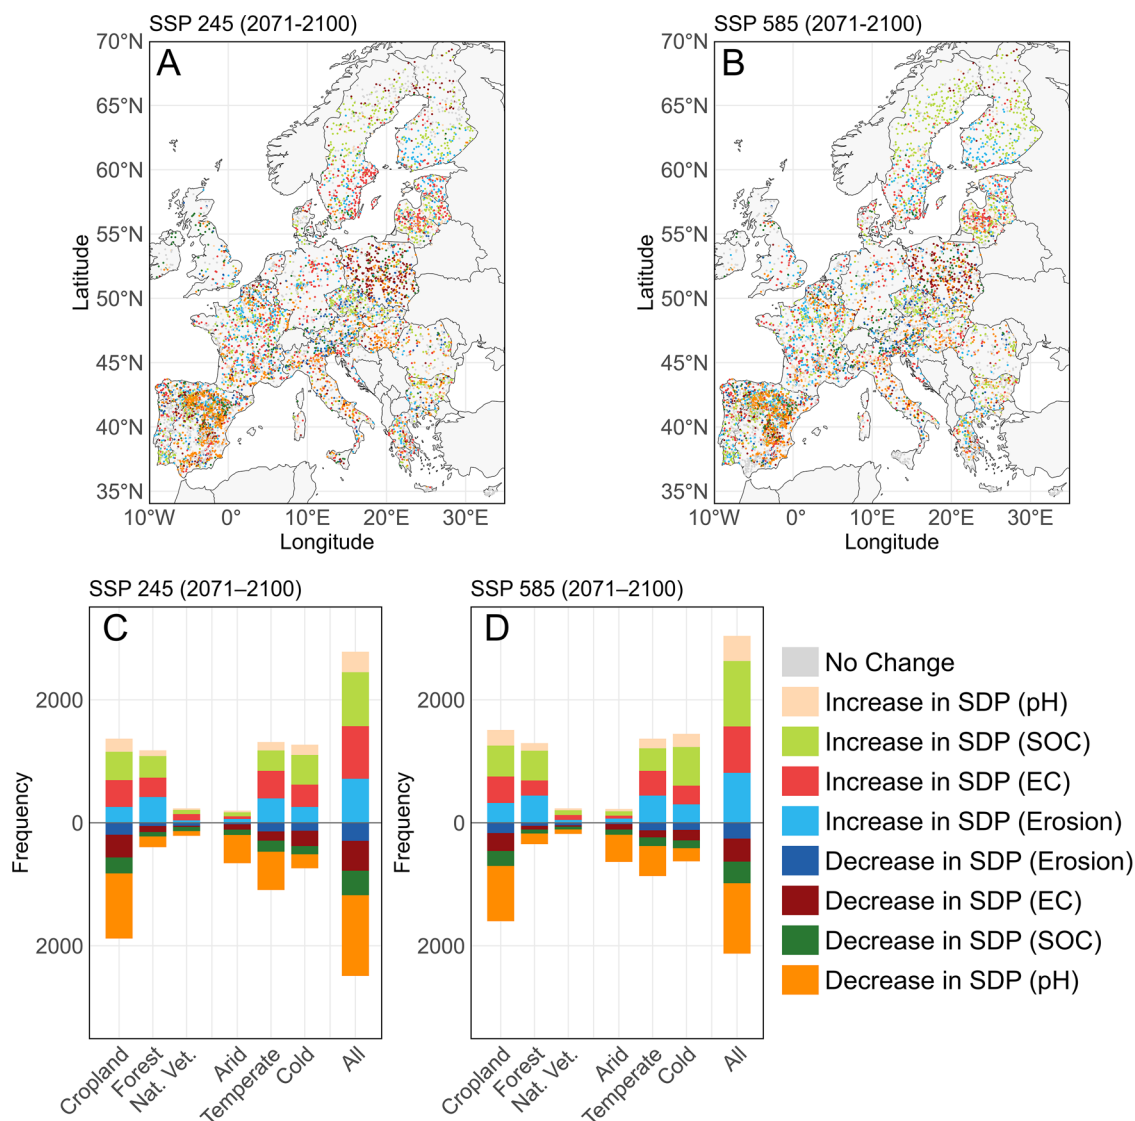 SSP 245 (2071-2100)
SSP 585 (2071-2100)
A
B
70°N
65°N
60°N
55°N
50°N
45°N
40°N
35°N
Latitude
10°W 0° 10°E 20°E 30°E
Longitude
70°N
65°N
60°N
55°N
50°N
45°N
40°N
35°N
Latitude
10°W 0° 10°E 20°E 30°E
Longitude
SSP 245 (2071–2100)
C
2000
0
2000
Frequency
Cropland
Forest
Nat. Vet.
Arid
Temperate
Cold
All
SSP 585 (2071–2100)
D
2000
0
2000
Frequency
Cropland
Forest
Nat. Vet.
Arid
Temperate
Cold
All
No Change
Increase in SDP (pH)
Increase in SDP (SOC)
Increase in SDP (EC)
Increase in SDP (Erosion)
Decrease in SDP (Erosion)
Decrease in SDP (EC)
Decrease in SDP (SOC)
Decrease in SDP (pH)